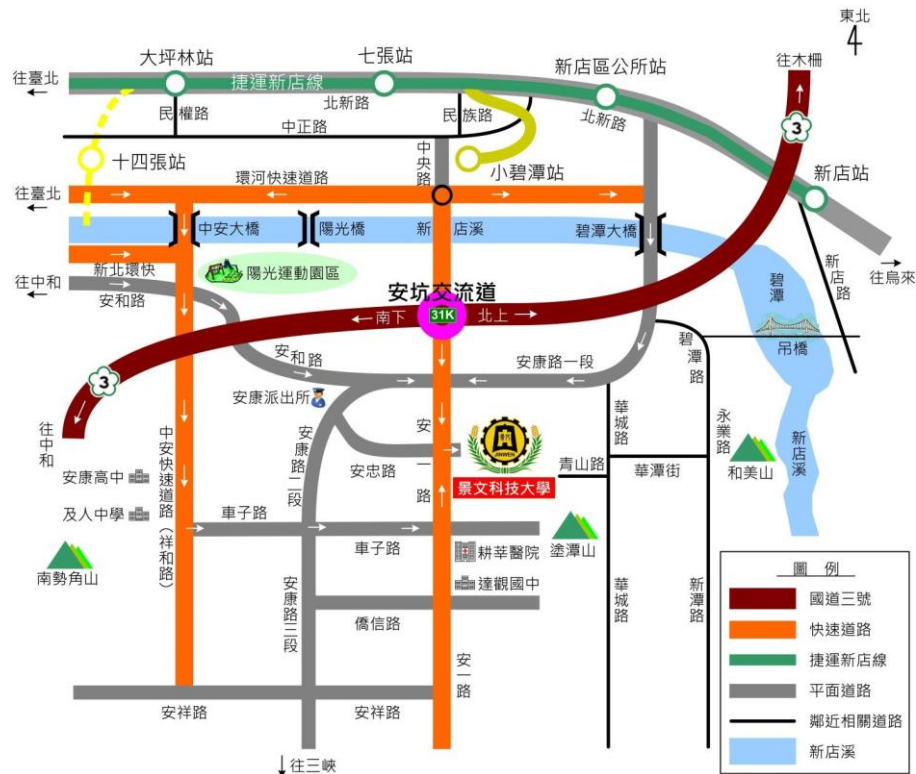 東北
4
往木柵
大坪林站
七張站
新店區公所站
往臺北
捷運新店線
北新路
北新路
3
民權路
民族路
中正路
十四張站
中央路
小碧潭站
新店站
環河快速道路
往臺北
中安大橋
陽光橋
新店溪
碧潭大橋
往烏來
新北環快
陽光運動園區
往中和
安和路
安坑交流道
碧潭
新店路
南下
31K
北上
吊橋
碧潭路
3
安和路
安康路一段
往中和
安康派出所
華城路
永業路
新店溪
中安快速道路(祥和路)
安康路二段
安一路
JINWEN
安忠路
景文科技大學
青山路
華潭街
和美山
安康高中
及人中學
車子路
車子路
耕莘醫院
塗潭山
南勢角山
達觀國中
安康路三段
華城路
新潭路
僑信路
安一路
安祥路
安祥路
往三峽
圖例
國道三號
快速道路
捷運新店線
平面道路
鄰近相關道路
新店溪